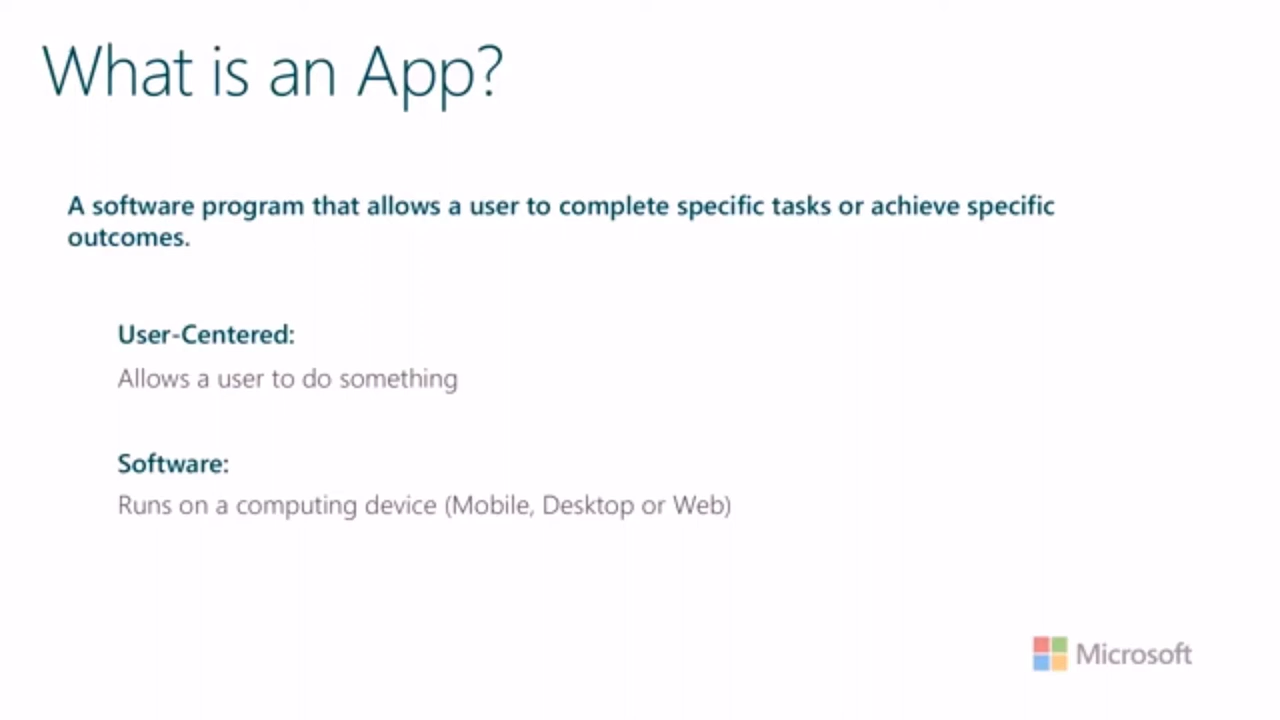 What is an App?
A software program that allows a user to complete specific tasks or achieve specific
outcomes.
User-Centered:
Allows a user to do something
Software:
Runs on a computing device (Mobile, Desktop or Web)
Microsoft